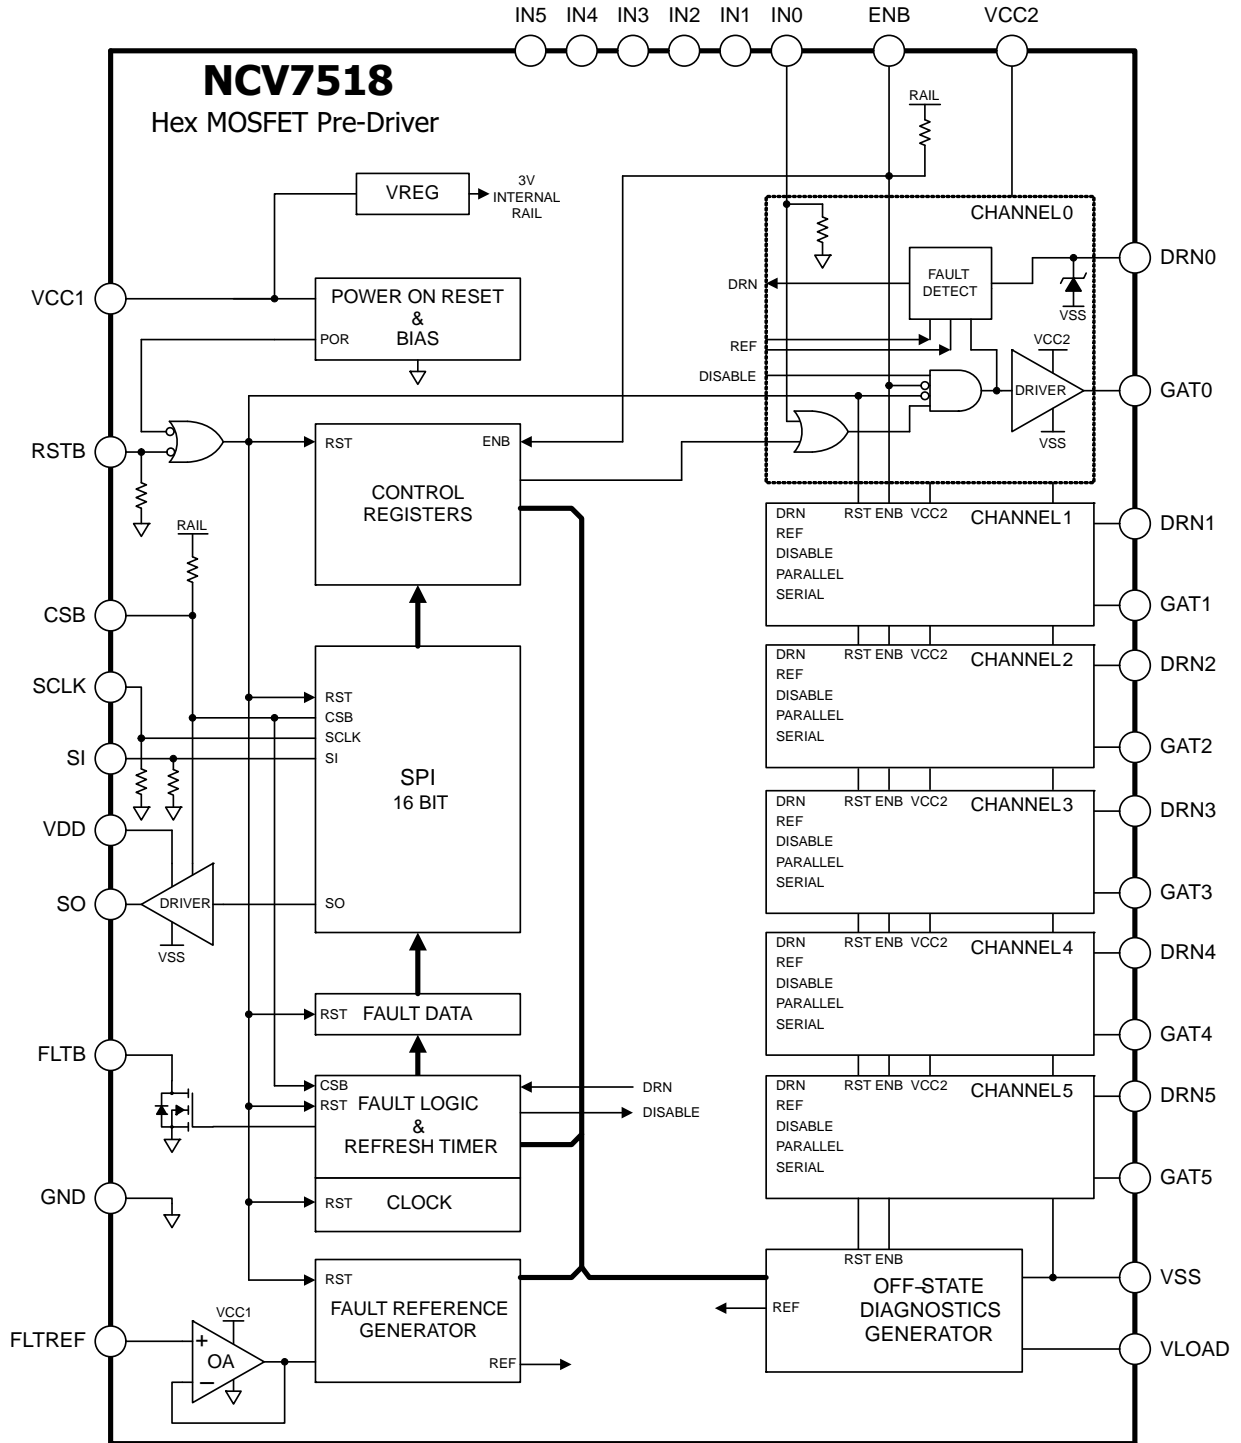 IN5 IN4 IN3 IN2 IN1 IN0 ENB VCC2
NCV7518
Hex MOSFET Pre-Driver
RAIL
VREG
3V
INTERNAL
RAIL
CHANNEL0
DRN0
FAULT
DETECT
DRN
VSS
VCC1
POWER ON RESET
&
BIAS
POR
REF
VCC2
DISABLE
DRIVER
GAT0
VSS
RSTB
RST
ENB
CONTROL
REGISTERS
RAIL
DRN
REF
DISABLE
PARALLEL
SERIAL
RST ENB VCC2
CHANNEL1
DRN1
GAT1
CSB
SCLK
SI
VDD
SO
RST
CSB
SCLK
SI
SPI
16 BIT
SO
DRIVER
VSS
DRN
REF
DISABLE
PARALLEL
SERIAL
RST ENB VCC2
CHANNEL2
DRN2
GAT2
DRN
REF
DISABLE
PARALLEL
SERIAL
RST ENB VCC2
CHANNEL3
DRN3
GAT3
DRN
REF
DISABLE
PARALLEL
SERIAL
RST ENB VCC2
CHANNEL4
DRN4
GAT4
RST
FAULT DATA
FLTB
CSB
RST
FAULT LOGIC
&
REFRESH TIMER
DRN
DISABLE
DRN
REF
DISABLE
PARALLEL
SERIAL
RST ENB VCC2
CHANNEL5
DRN5
GAT5
GND
RST
CLOCK
RST
FAULT REFERENCE
GENERATOR
REF
FLTREF
VCC1
+
OA
−
RST ENB
OFF–STATE
DIAGNOSTICS
GENERATOR
REF
VSS
VLOAD